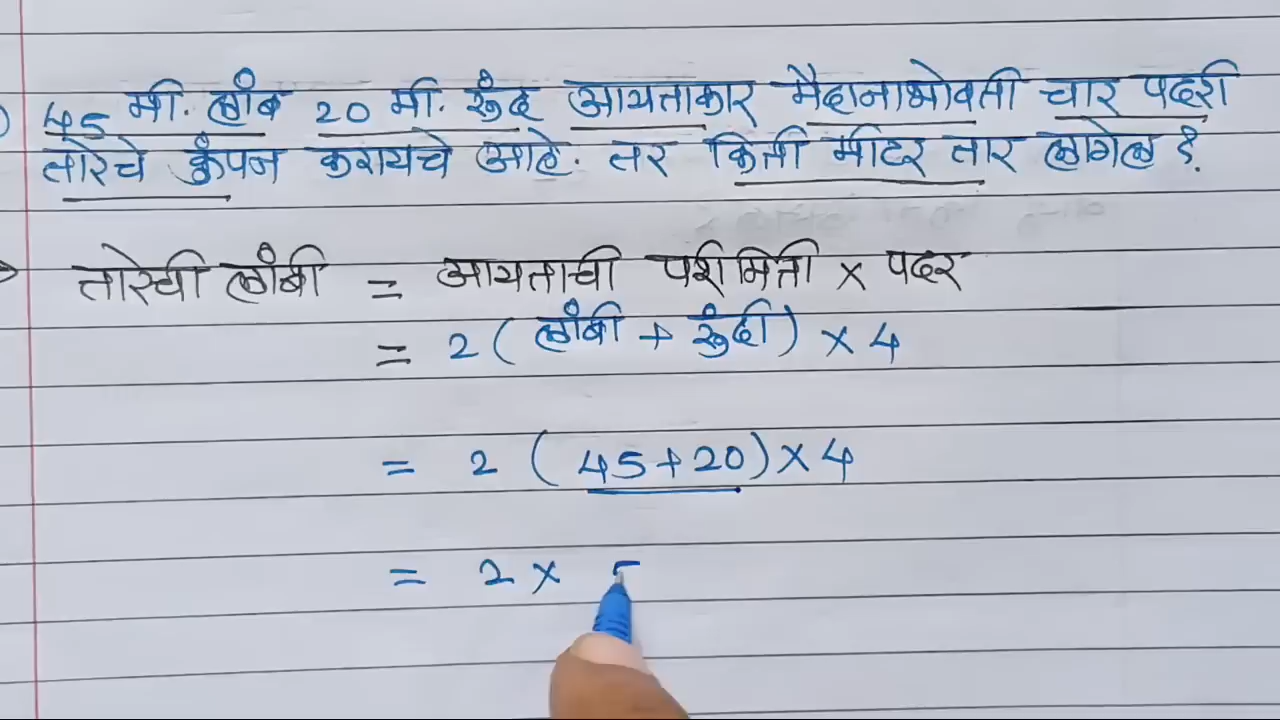 45 मी. लांब 20 मी. रुंद आयताकार मैदानाभोवती चार पदरी
तारेचे कुंपन करायचे आहे. तर किती मीटर तार लागेल ?
तारेची लांबी = आयताची परिमिती × पदर
= 2 ( लांबी + रुंदी ) × 4
= 2 ( 45 + 20 ) × 4
= 2 ×